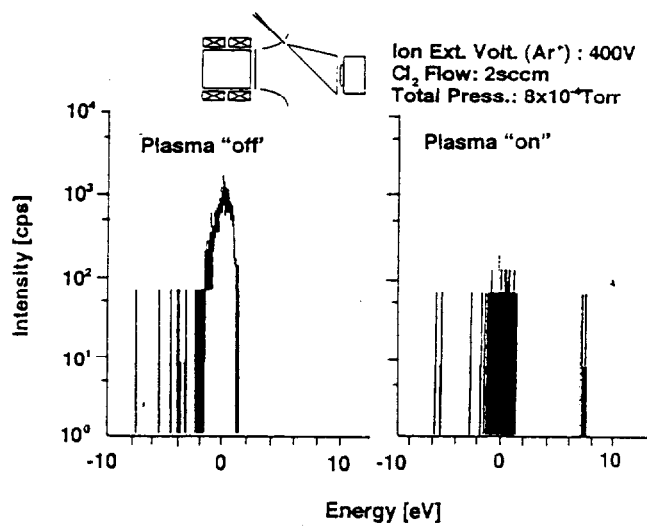 Ion Ext. Volt. (Ar⁺) : 400V
Cl₂ Flow: 2sccm
Total Press.: 8x10⁻⁴Torr
Plasma "off"
Plasma "on"
Intensity [cps]
10⁴
10³
10²
10¹
10⁰
-10
0
10
-10
0
10
Energy [eV]